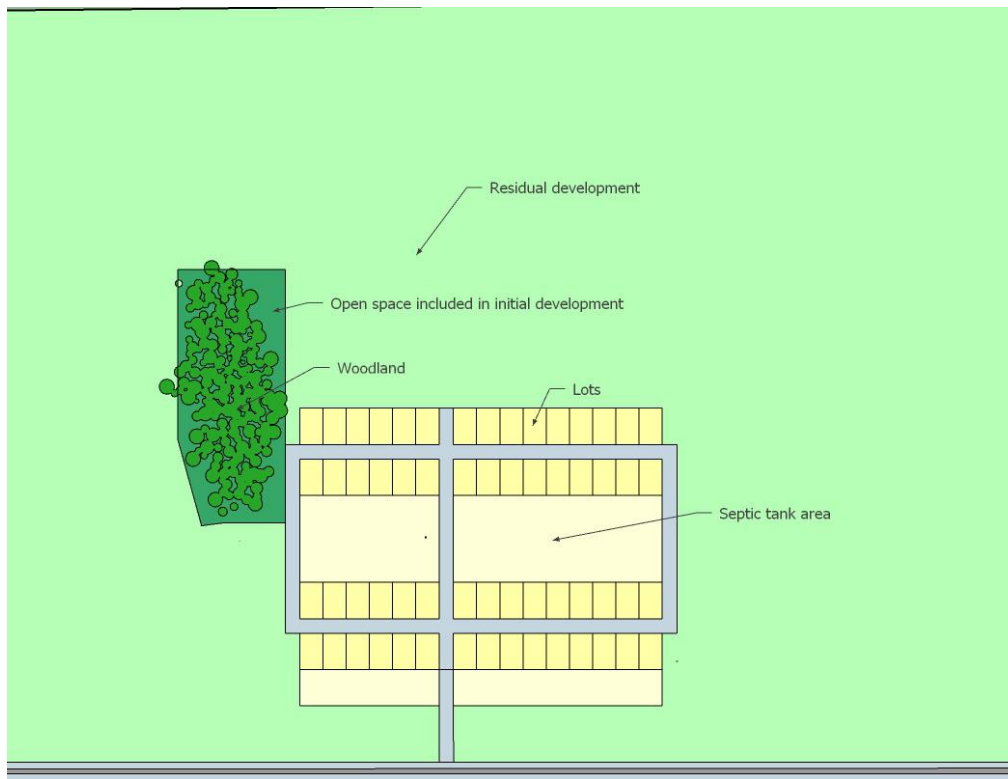 Residual development
Open space included in initial development
Woodland
Lots
Septic tank area